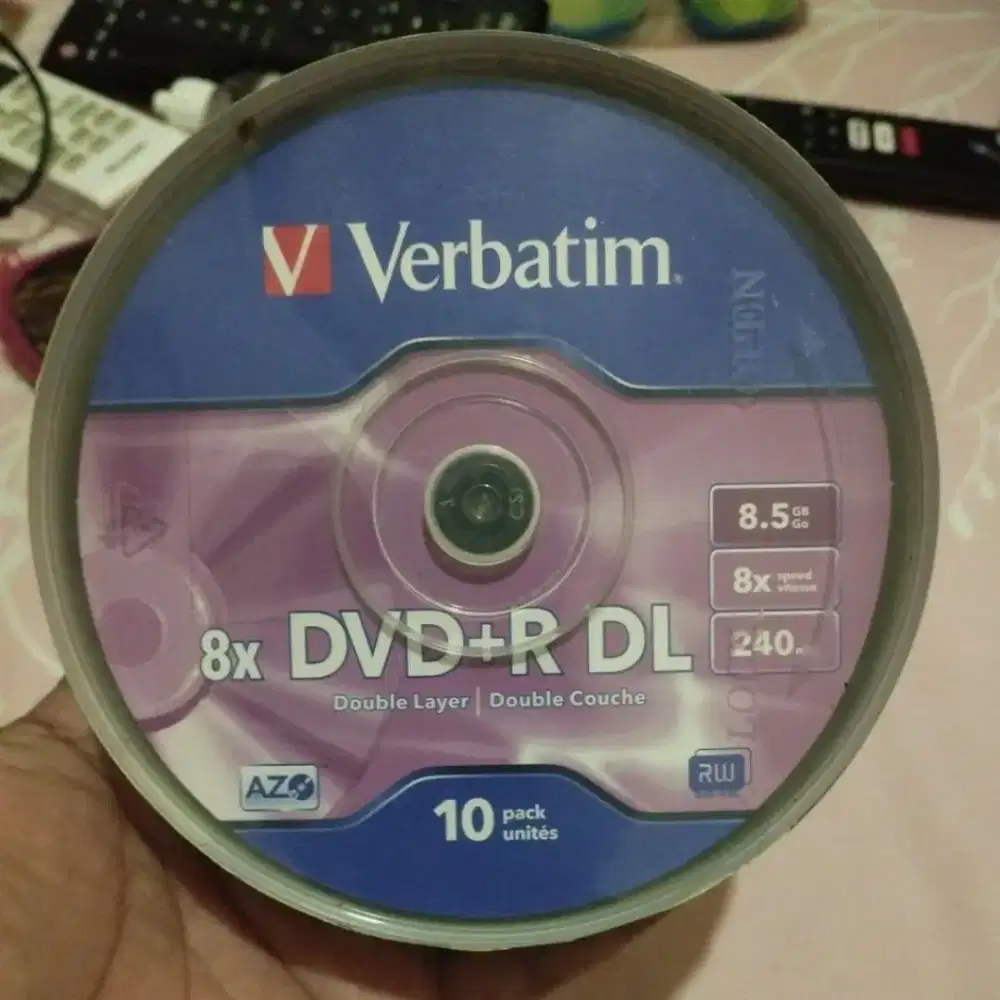 V Verbatim
8.5 GB Go
8x speed vitesse
240
8x DVD+R DL
Double Layer | Double Couche
AZO
RW
10 pack unités